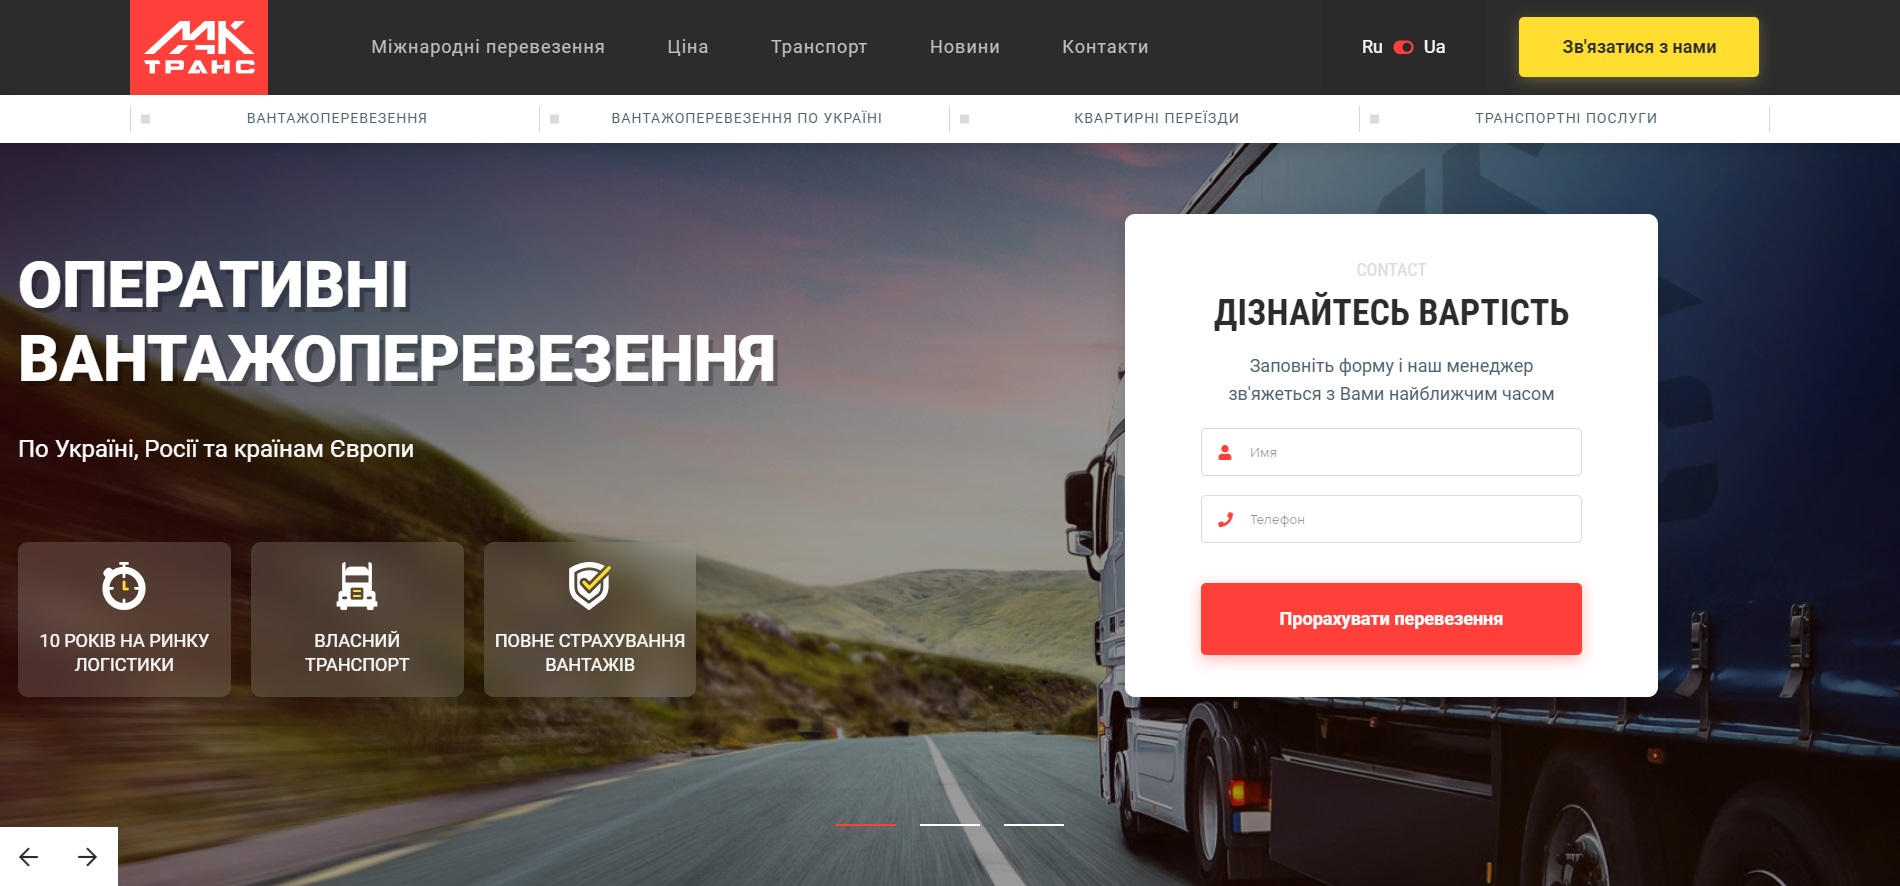 МК
ТРАНС
Міжнародні перевезення
Ціна
Транспорт
Новини
Контакти
Ru Ua
Зв'язатися з нами
ВАНТАЖОПЕРЕВЕЗЕННЯ
ВАНТАЖОПЕРЕВЕЗЕННЯ ПО УКРАЇНІ
КВАРТИРНІ ПЕРЕЇЗДИ
ТРАНСПОРТНІ ПОСЛУГИ
ОПЕРАТИВНІ
ВАНТАЖОПЕРЕВЕЗЕННЯ
По Україні, Росії та країнам Європи
10 РОКІВ НА РИНКУ
ЛОГІСТИКИ
ВЛАСНИЙ
ТРАНСПОРТ
ПОВНЕ СТРАХУВАННЯ
ВАНТАЖІВ
CONTACT
ДІЗНАЙТЕСЬ ВАРТІСТЬ
Заповніть форму і наш менеджер
зв'яжеться з Вами найближчим часом
Имя
Телефон
Прорахувати перевезення